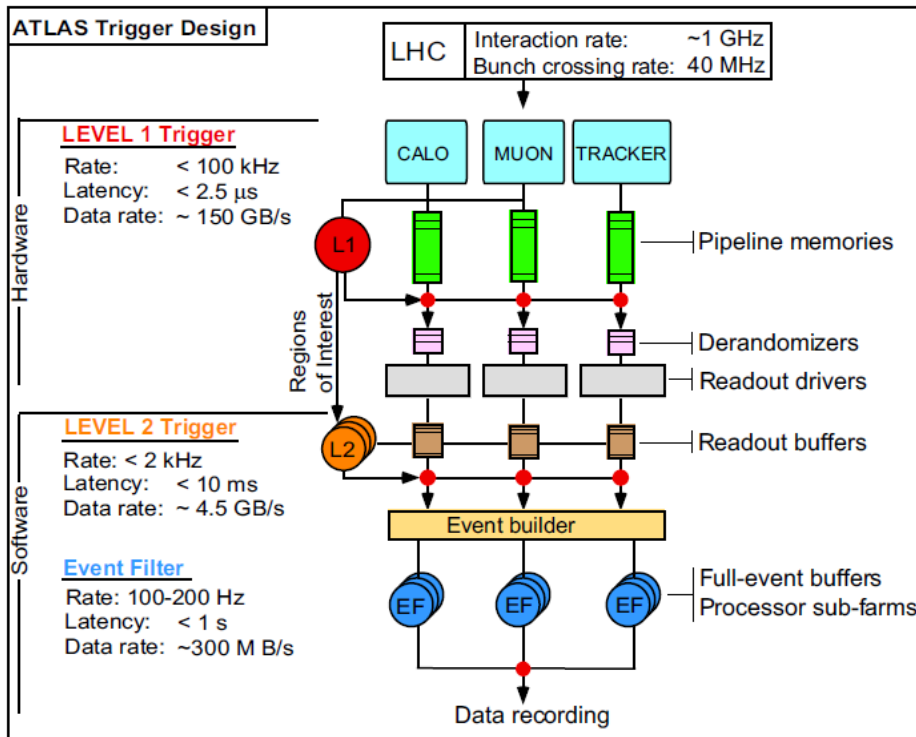 ATLAS Trigger Design
LHC
Interaction rate: ~1 GHz
Bunch crossing rate: 40 MHz
Hardware
LEVEL 1 Trigger
Rate: < 100 kHz
Latency: < 2.5 μs
Data rate: ~ 150 GB/s
CALO
MUON
TRACKER
L1
Pipeline memories
Regions
of Interest
Derandomizers
Readout drivers
Software
LEVEL 2 Trigger
Rate: < 2 kHz
Latency: < 10 ms
Data rate: ~ 4.5 GB/s
L2
Readout buffers
Event builder
Event Filter
Rate: 100-200 Hz
Latency: < 1 s
Data rate: ~300 M B/s
EF
EF
EF
Full-event buffers
Processor sub-farms
Data recording